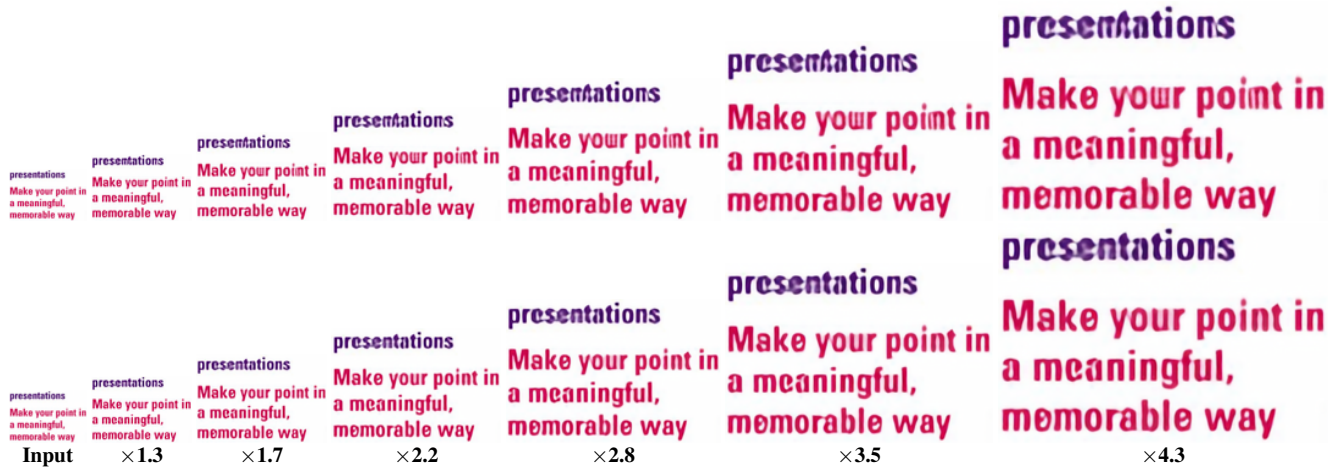 presentations
Make your point in
a meaningful,
memorable way
presentations
Make your point in
a meaningful,
memorable way
presentations
Make your point in
a meaningful,
memorable way
presentations
Make your point in
a meaningful,
memorable way
presentations
Make your point in
a meaningful,
memorable way
presentations
Make your point in
a meaningful,
memorable way
presentations
Make your point in
a meaningful,
memorable way
presentations
Make your point in
a meaningful,
memorable way
presentations
Make your point in
a meaningful,
memorable way
presentations
Make your point in
a meaningful,
memorable way
presentations
Make your point in
a meaningful,
memorable way
presentations
Make your point in
a meaningful,
memorable way
presentations
Make your point in
a meaningful,
memorable way
presentations
Make your point in
a meaningful,
memorable way
Input ×1.3 ×1.7 ×2.2 ×2.8 ×3.5 ×4.3